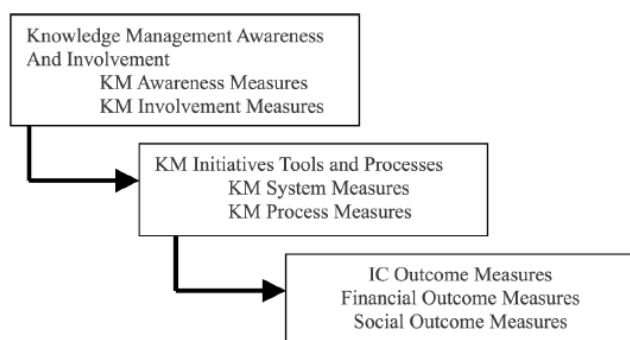 Knowledge Management Awareness
And Involvement
KM Awareness Measures
KM Involvement Measures
KM Initiatives Tools and Processes
KM System Measures
KM Process Measures
IC Outcome Measures
Financial Outcome Measures
Social Outcome Measures